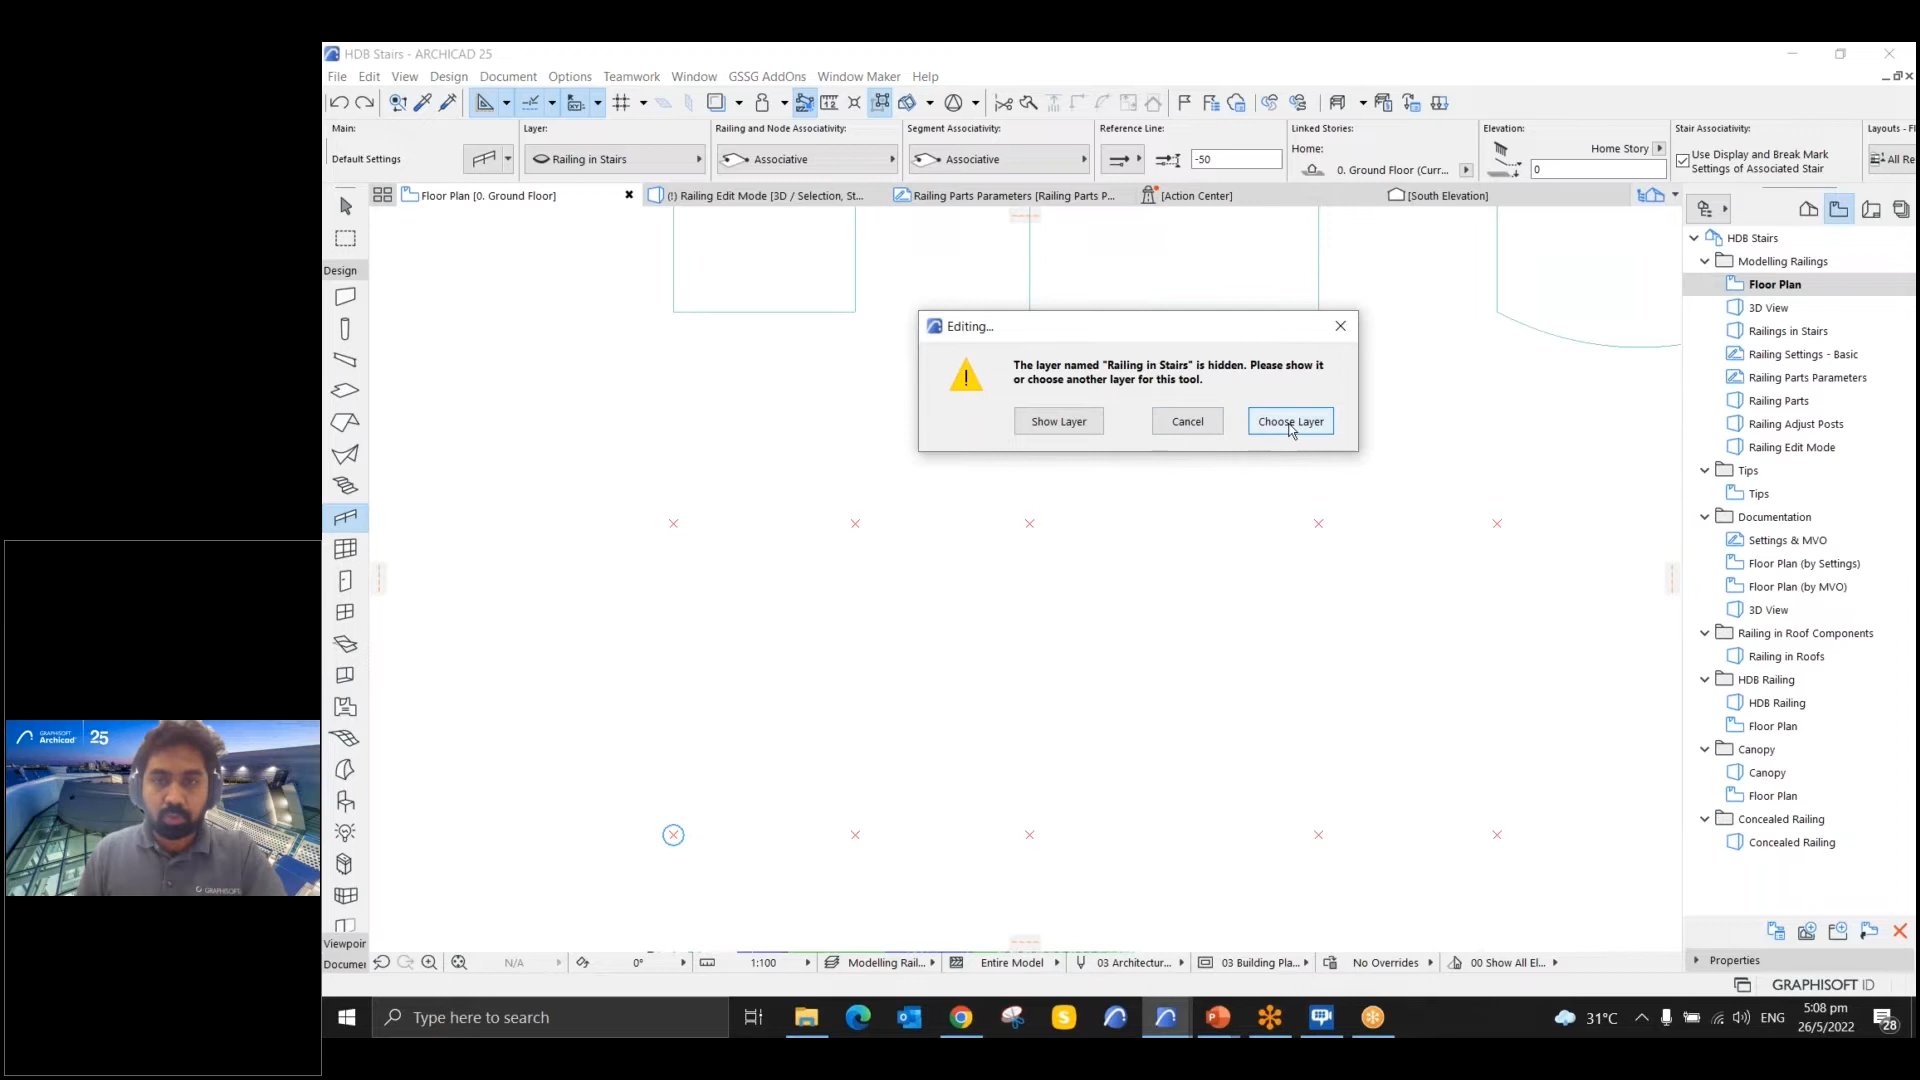 HDB Stairs - ARCHICAD 25
File Edit View Design Document Options Teamwork Window GSSG AddOns Window Maker Help
Main: Layer: Railing and Node Associativity: Segment Associativity: Reference Line: Linked Stories: Elevation: Stair Associativity: Layouts - Fl
Home: Home Story
Default Settings Railing in Stairs Associative Associative -50 Use Display and Break Mark All Re
0. Ground Floor (Curr... 0 Settings of Associated Stair
Floor Plan [0. Ground Floor] (!) Railing Edit Mode [3D / Selection, St... Railing Parts Parameters [Railing Parts P... [Action Center] [South Elevation]
Design
HDB Stairs
Modelling Railings
Floor Plan
3D View
Railings in Stairs
Railing Settings - Basic
Railing Parts Parameters
Railing Parts
Railing Adjust Posts
Railing Edit Mode
Tips
Tips
Documentation
Settings & MVO
Floor Plan (by Settings)
Floor Plan (by MVO)
3D View
Railing in Roof Components
Railing in Roofs
HDB Railing
HDB Railing
Floor Plan
Canopy
Canopy
Floor Plan
Concealed Railing
Concealed Railing
Editing...
The layer named "Railing in Stairs" is hidden. Please show it
or choose another layer for this tool.
Show Layer Cancel Choose Layer
GRAPHISOFT
Archicad 25
GRAPHISOFT
Viewpoir
Documer N/A 0° 1:100 Modelling Rail... Entire Model 03 Architectur... 03 Building Pla... No Overrides 00 Show All El...
Properties
GRAPHISOFT ID
Type here to search
31°C ENG 5:08 pm
26/5/2022 28